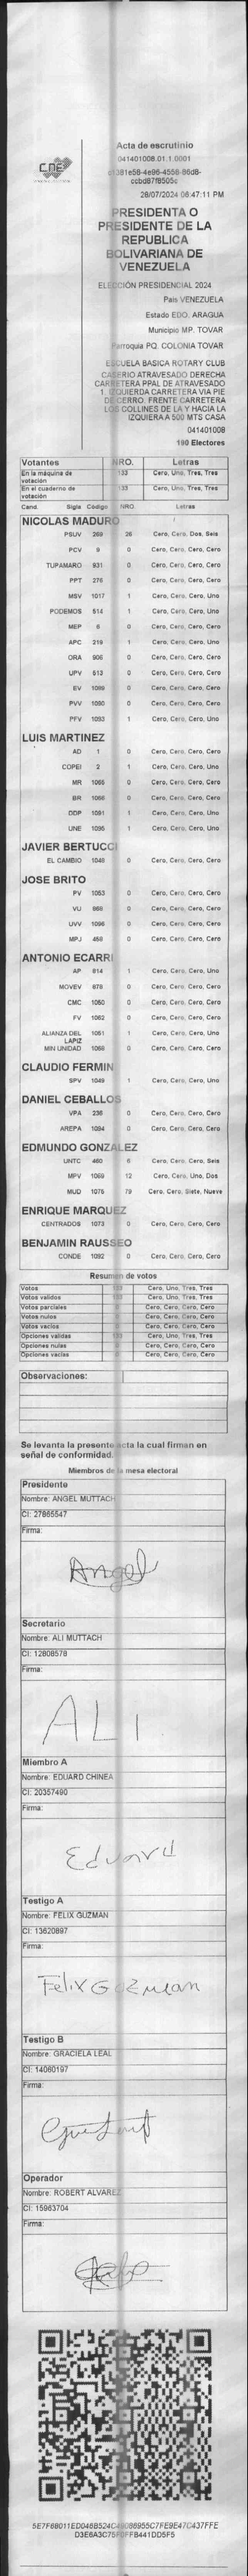 CNE
Acta de escrutinio
041401008.01.1.0001
c1381e58-4e96-4556-86d8-
ccbd87f8505c
28/07/2024 06:47:11 PM
PRESIDENTA O
PRESIDENTE DE LA
REPUBLICA
BOLIVARIANA DE
VENEZUELA
ELECCIÓN PRESIDENCIAL 2024
País VENEZUELA
Estado EDO. ARAGUA
Municipio MP. TOVAR
Parroquia PQ. COLONIA TOVAR
ESCUELA BASICA ROTARY CLUB
CASERIO ATRAVESADO DERECHA
CARRETERA PPAL DE ATRAVESADO
1. IZQUIERDA CARRETERA VIA PIE
DE CERRO. FRENTE CARRETERA
LOS COLLINES DE LA Y HACIA LA
IZQUIERA A 500 MTS CASA
041401008
190 Electores
Votantes NRO. Letras
En la máquina de votación 133 Cero, Uno, Tres, Tres
En el cuaderno de votación 133 Cero, Uno, Tres, Tres
Cand. Sigla Código NRO. Letras
NICOLAS MADURO
PSUV 269 26 Cero, Cero, Dos, Seis
PCV 9 0 Cero, Cero, Cero, Cero
TUPAMARO 931 0 Cero, Cero, Cero, Cero
PPT 276 0 Cero, Cero, Cero, Cero
MSV 1017 1 Cero, Cero, Cero, Uno
PODEMOS 514 1 Cero, Cero, Cero, Uno
MEP 6 0 Cero, Cero, Cero, Cero
APC 219 1 Cero, Cero, Cero, Uno
ORA 906 0 Cero, Cero, Cero, Cero
UPV 513 0 Cero, Cero, Cero, Cero
EV 1089 0 Cero, Cero, Cero, Cero
PVV 1090 0 Cero, Cero, Cero, Cero
PFV 1093 1 Cero, Cero, Cero, Uno
LUIS MARTINEZ
AD 1 0 Cero, Cero, Cero, Cero
COPEI 2 1 Cero, Cero, Cero, Uno
MR 1065 0 Cero, Cero, Cero, Cero
BR 1066 0 Cero, Cero, Cero, Cero
DDP 1091 1 Cero, Cero, Cero, Uno
UNE 1095 1 Cero, Cero, Cero, Uno
JAVIER BERTUCCI
EL CAMBIO 1048 0 Cero, Cero, Cero, Cero
JOSE BRITO
PV 1053 0 Cero, Cero, Cero, Cero
VU 868 0 Cero, Cero, Cero, Cero
UVV 1096 0 Cero, Cero, Cero, Cero
MPJ 459 0 Cero, Cero, Cero, Cero
ANTONIO ECARRI
AP 814 1 Cero, Cero, Cero, Uno
MOVEV 878 0 Cero, Cero, Cero, Cero
CMC 1050 0 Cero, Cero, Cero, Cero
FV 1062 0 Cero, Cero, Cero, Cero
ALIANZA DEL LAPIZ 1051 1 Cero, Cero, Cero, Uno
MIN UNIDAD 1068 0 Cero, Cero, Cero, Cero
CLAUDIO FERMIN
SPV 1049 1 Cero, Cero, Cero, Uno
DANIEL CEBALLOS
VPA 236 0 Cero, Cero, Cero, Cero
AREPA 1094 0 Cero, Cero, Cero, Cero
EDMUNDO GONZALEZ
UNTC 460 6 Cero, Cero, Cero, Seis
MPV 1069 12 Cero, Cero, Uno, Dos
MUD 1075 79 Cero, Cero, Siete, Nueve
ENRIQUE MARQUEZ
CENTRADOS 1073 0 Cero, Cero, Cero, Cero
BENJAMIN RAUSSEO
CONDE 1092 0 Cero, Cero, Cero, Cero
Resumen de votos
Votos 133 Cero, Uno, Tres, Tres
Votos validos 133 Cero, Uno, Tres, Tres
Votos parciales 0 Cero, Cero, Cero, Cero
Votos nulos 0 Cero, Cero, Cero, Cero
Votos vacios 0 Cero, Cero, Cero, Cero
Opciones validas 133 Cero, Uno, Tres, Tres
Opciones nulas 0 Cero, Cero, Cero, Cero
Opciones vacias 0 Cero, Cero, Cero, Cero
Observaciones:
Se levanta la presente acta la cual firman en
señal de conformidad.
Miembros de la mesa electoral
Presidente
Nombre: ANGEL MUTTACH
CI: 27865547
Firma:
Angel
Secretario
Nombre: ALI MUTTACH
CI: 12808578
Firma:
ALI
Miembro A
Nombre: EDUARD CHINEA
CI: 20357490
Firma:
Eduard
Testigo A
Nombre: FELIX GUZMAN
CI: 13620897
Firma:
Felix Guzman
Testigo B
Nombre: GRACIELA LEAL
CI: 14060197
Firma:
Operador
Nombre: ROBERT ALVAREZ
CI: 15963704
Firma: